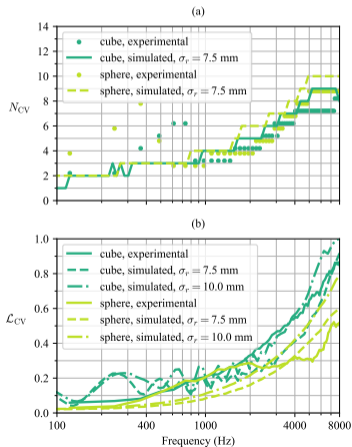 (a)
14
12
10
8
6
4
2
0
N_CV
cube, experimental
cube, simulated, σ_r = 7.5 mm
sphere, experimental
sphere, simulated, σ_r = 7.5 mm
(b)
1.0
0.8
0.6
0.4
0.2
0.0
ℒ_CV
cube, experimental
cube, simulated, σ_r = 7.5 mm
cube, simulated, σ_r = 10.0 mm
sphere, experimental
sphere, simulated, σ_r = 7.5 mm
sphere, simulated, σ_r = 10.0 mm
100 400 1000 4000 8000
Frequency (Hz)